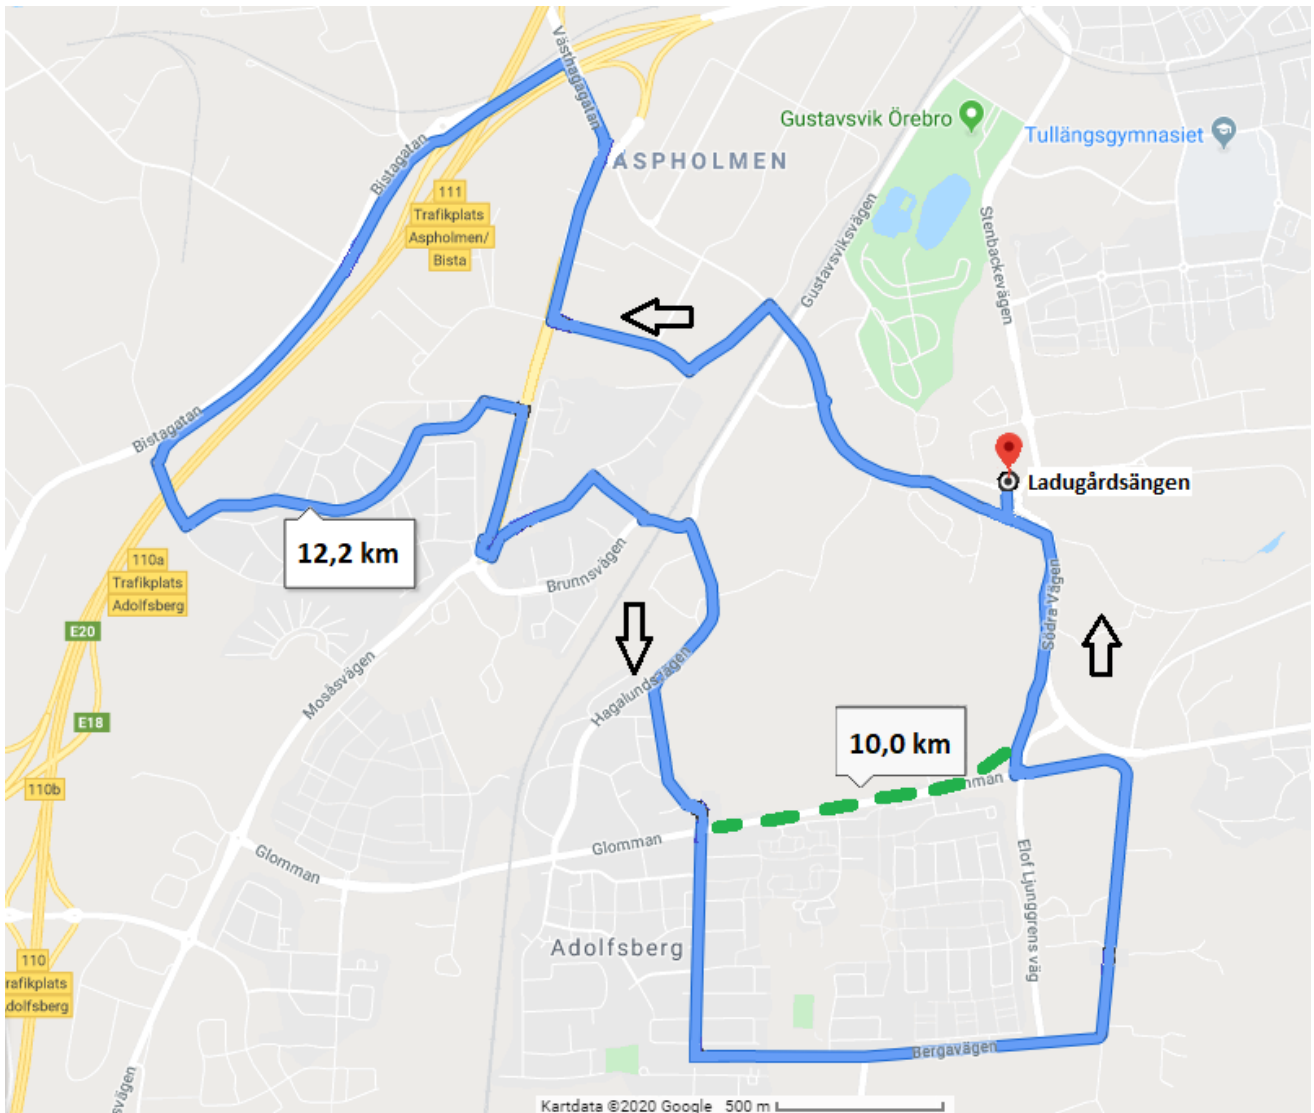 Västhagagatan
Gustavsvik Örebro
Tullängsgymnasiet
ASPHOLMEN
Bistagatan
111
Trafikplats
Aspholmen/
Bista
Gustavsviksvägen
Stenbackevägen
Bistagatan
Ladugårdsängen
12,2 km
110a
Trafikplats
Adolfsberg
Brunnsvägen
E20
Södra Vägen
Mosåsvägen
Hagalundsvägen
E18
10,0 km
110b
mman
Glomman
Glomman
Elof Ljunggrens väg
Adolfsberg
110
rafikplats
dolfsberg
Bergavägen
svägen
Kartdata ©2020 Google 500 m